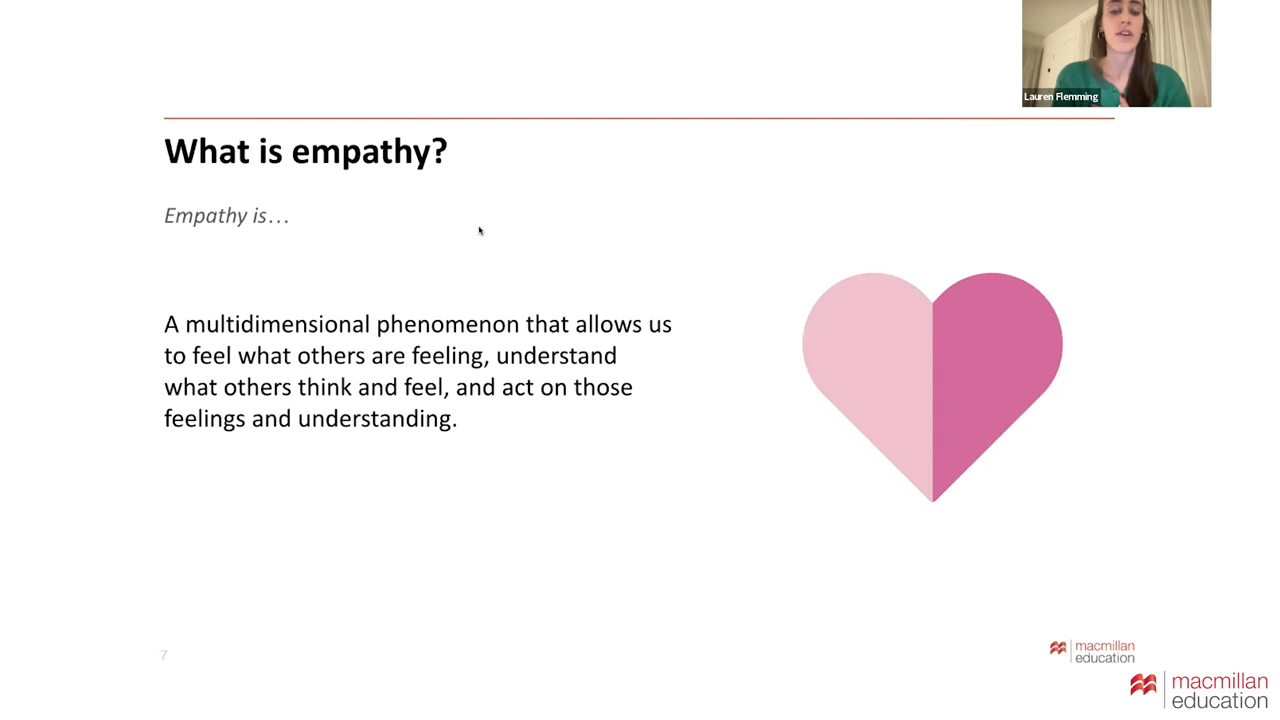 Lauren Flemming
What is empathy?
Empathy is…
A multidimensional phenomenon that allows us
to feel what others are feeling, understand
what others think and feel, and act on those
feelings and understanding.
7
macmillan
education
macmillan
education